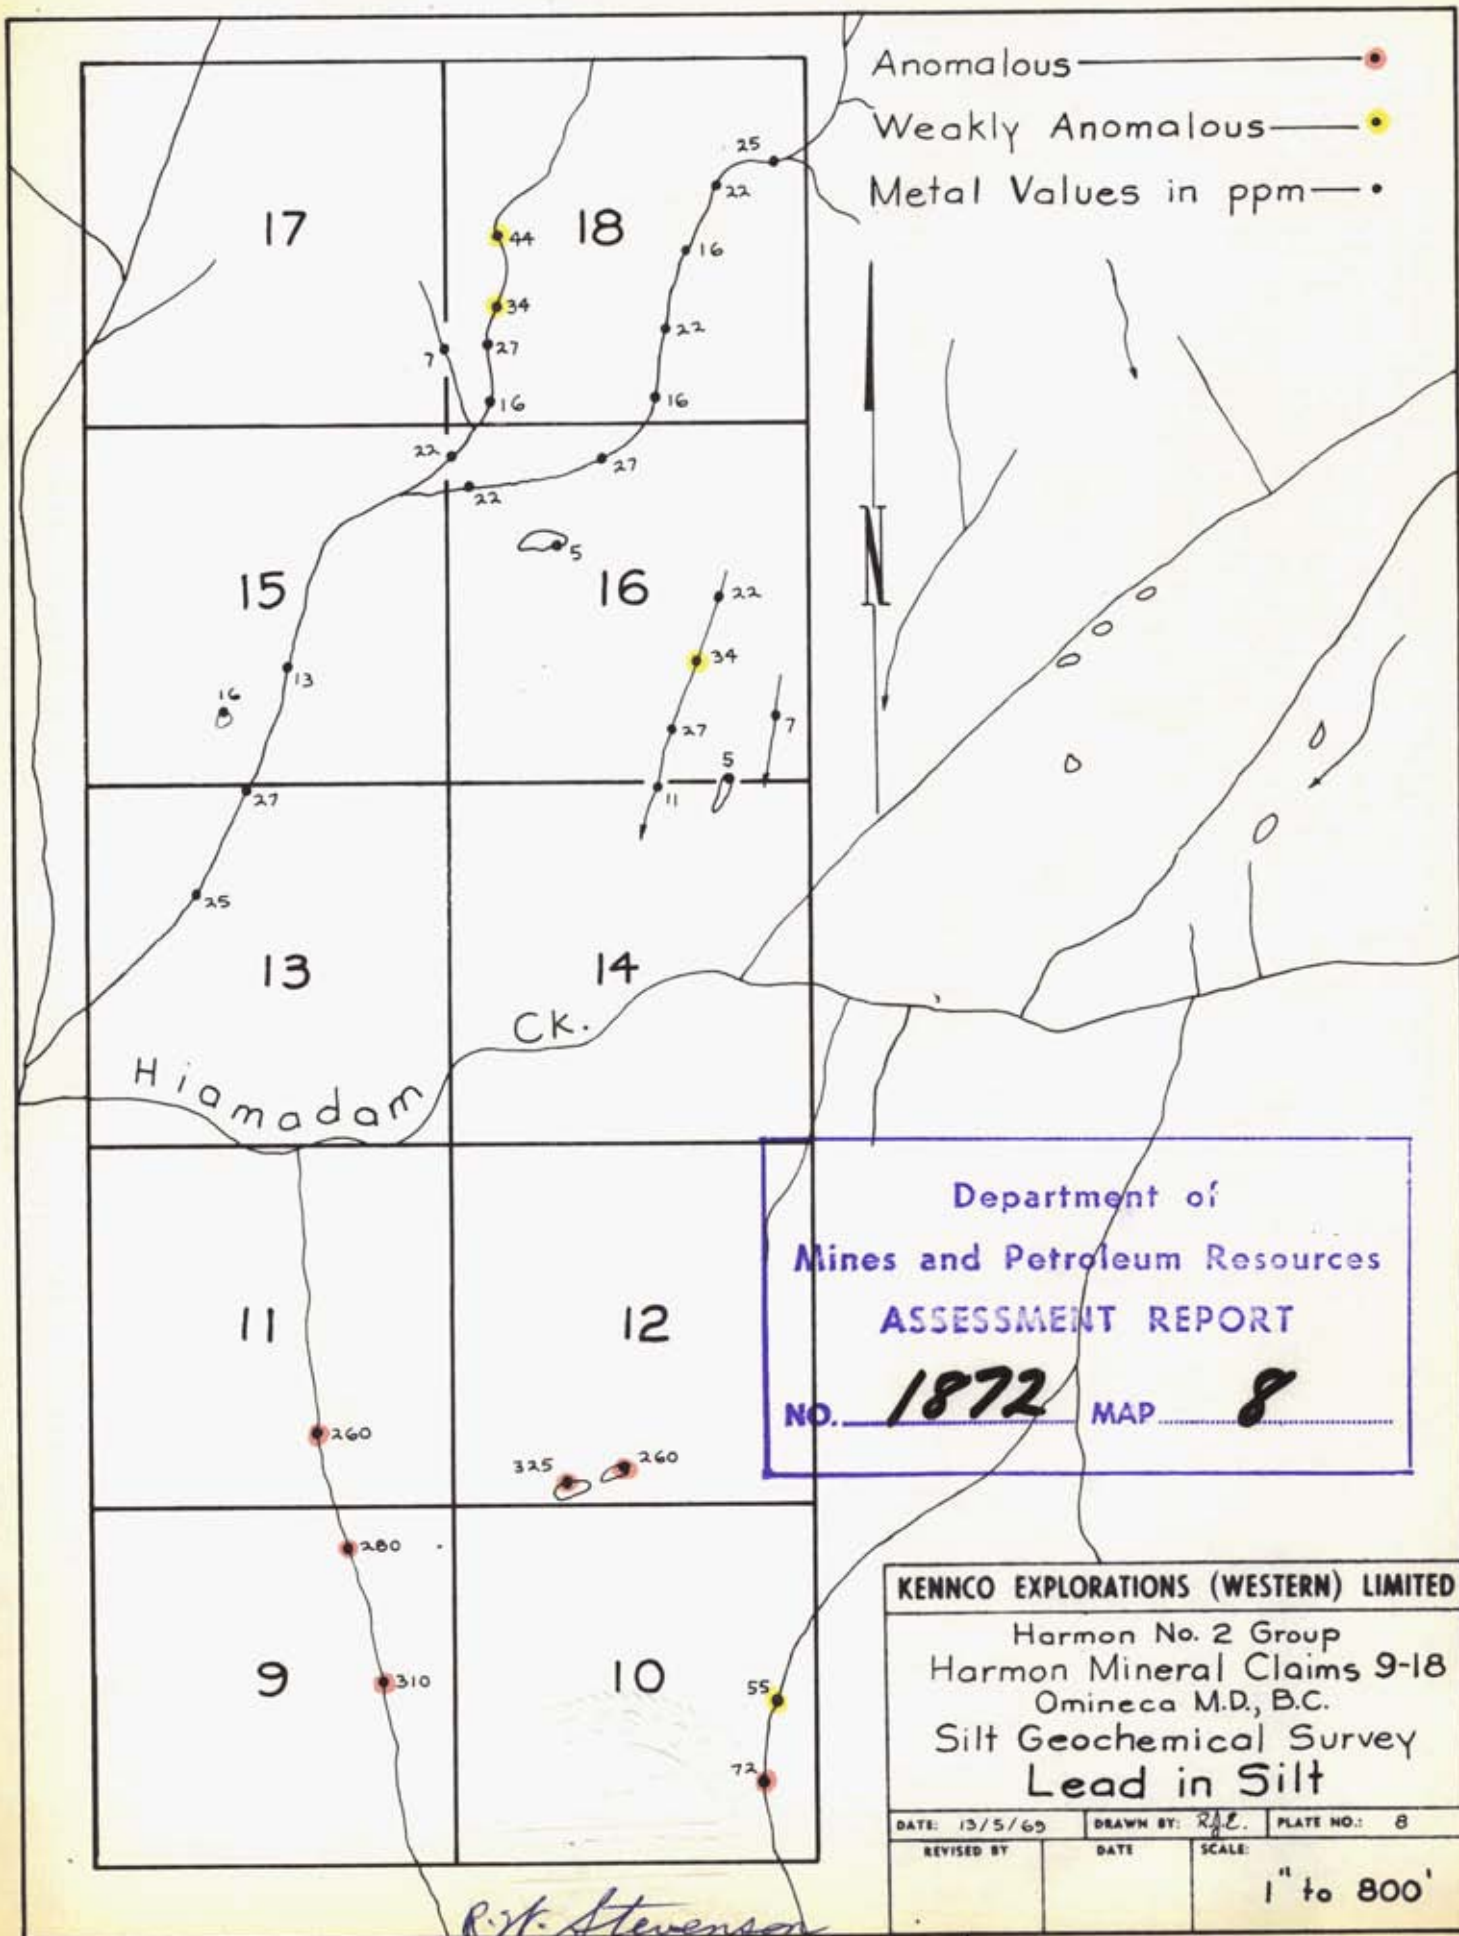 Anomalous
Weakly Anomalous
Metal Values in ppm
17
18
25
22
16
22
16
44
34
27
16
7
22
22
27
N
15
16
5
22
34
27
11
7
5
13
16
27
25
13
14
Hiamadam Ck.
11
12
260
325
260
280
310
9
10
55
72
Department of
Mines and Petroleum Resources
ASSESSMENT REPORT
NO. 1872 MAP 8
KENNCO EXPLORATIONS (WESTERN) LIMITED
Harmon No. 2 Group
Harmon Mineral Claims 9-18
Omineca M.D., B.C.
Silt Geochemical Survey
Lead in Silt
DATE: 13/5/69 DRAWN BY: R.J.E. PLATE NO.: 8
REVISED BY DATE SCALE:
1" to 800'
R.W. Stevenson